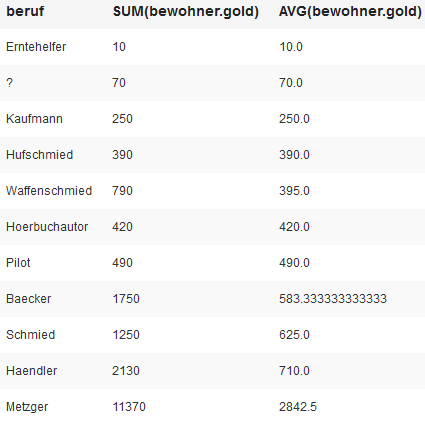 beruf SUM(bewohner.gold) AVG(bewohner.gold)
Erntehelfer 10 10.0
? 70 70.0
Kaufmann 250 250.0
Hufschmied 390 390.0
Waffenschmied 790 395.0
Hoerbuchautor 420 420.0
Pilot 490 490.0
Baecker 1750 583.333333333333
Schmied 1250 625.0
Haendler 2130 710.0
Metzger 11370 2842.5